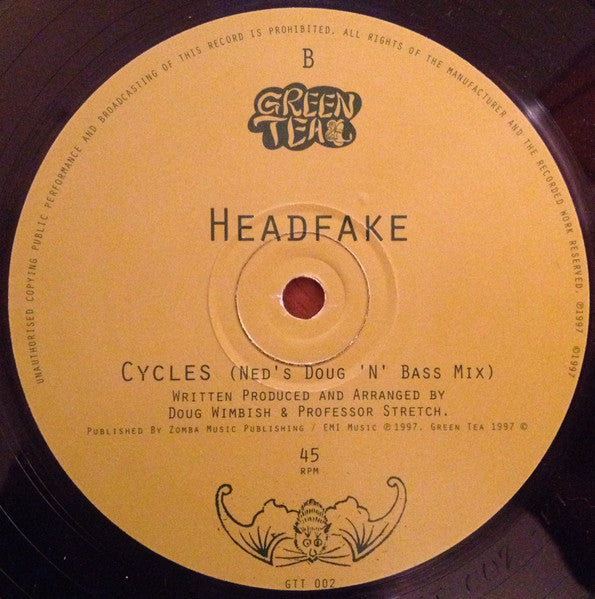 UNAUTHORISED COPYING PUBLIC PERFORMANCE AND BROADCASTING OF THIS RECORD IS PROHIBITED. ALL RIGHTS OF THE MANUFACTURER AND THE RECORDED WORK RESERVED. ℗1997 ©1997
B
GREEN
TEA
HEADFAKE
CYCLES (NED'S DOUG 'N' BASS MIX)
WRITTEN PRODUCED AND ARRANGED BY
DOUG WIMBISH & PROFESSOR STRETCH.
PUBLISHED BY ZOMBA MUSIC PUBLISHING / EMI MUSIC ℗1997. GREEN TEA 1997 ©
45
RPM
GTT 002